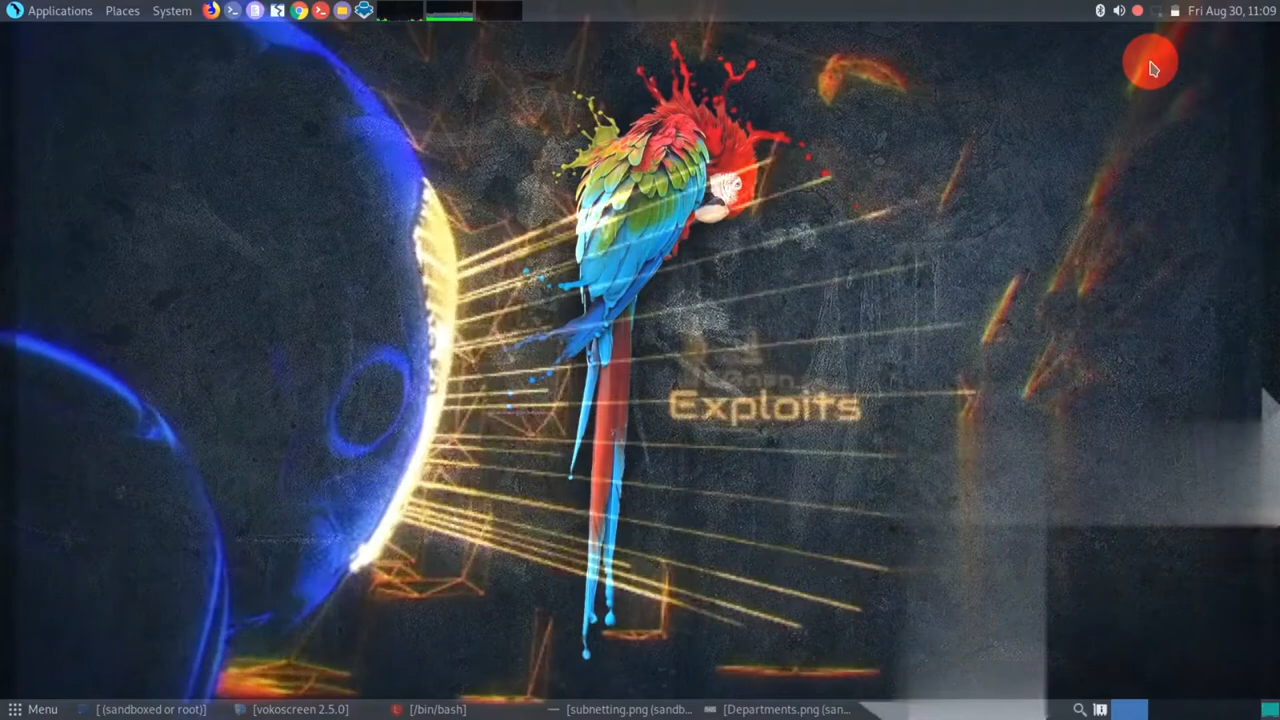 Applications Places System
Fri Aug 30, 11:09
Exploits
Menu
[ (sandboxed or root)]
[vokoscreen 2.5.0]
[/bin/bash]
[subnetting.png (sandb...
[Departments.png (san...